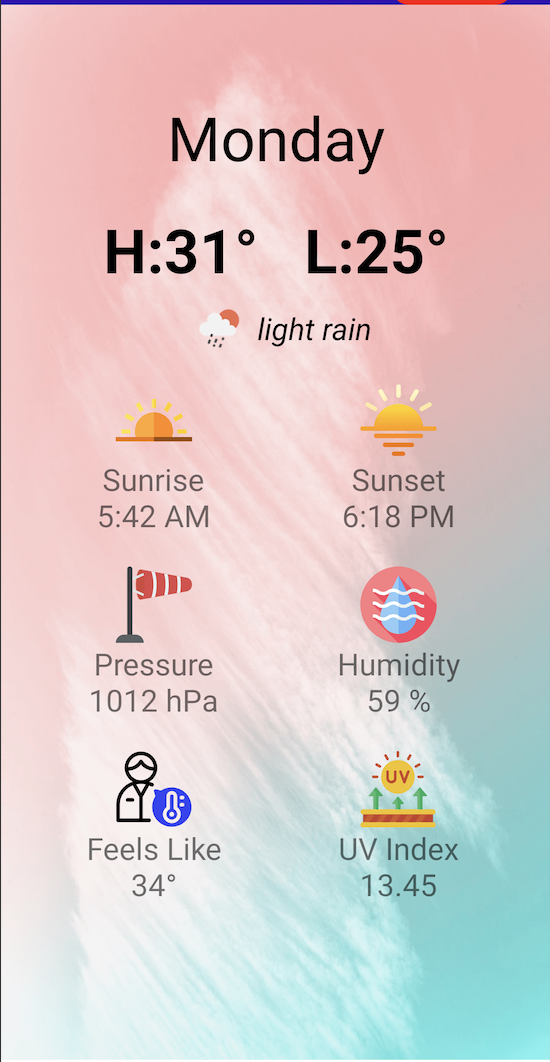 Monday
H:31° L:25°
light rain
Sunrise Sunset
5:42 AM 6:18 PM
Pressure Humidity
1012 hPa 59 %
UV
Feels Like UV Index
34° 13.45